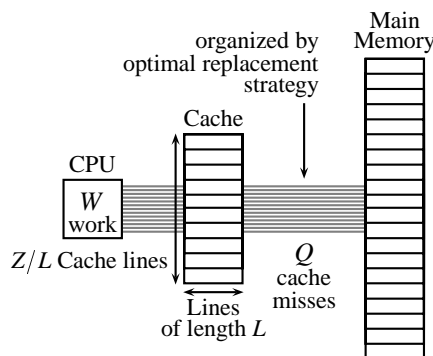 organized by
optimal replacement
strategy
Main
Memory
Cache
CPU
W
work
Z/L Cache lines
Q
cache
misses
Lines
of length L